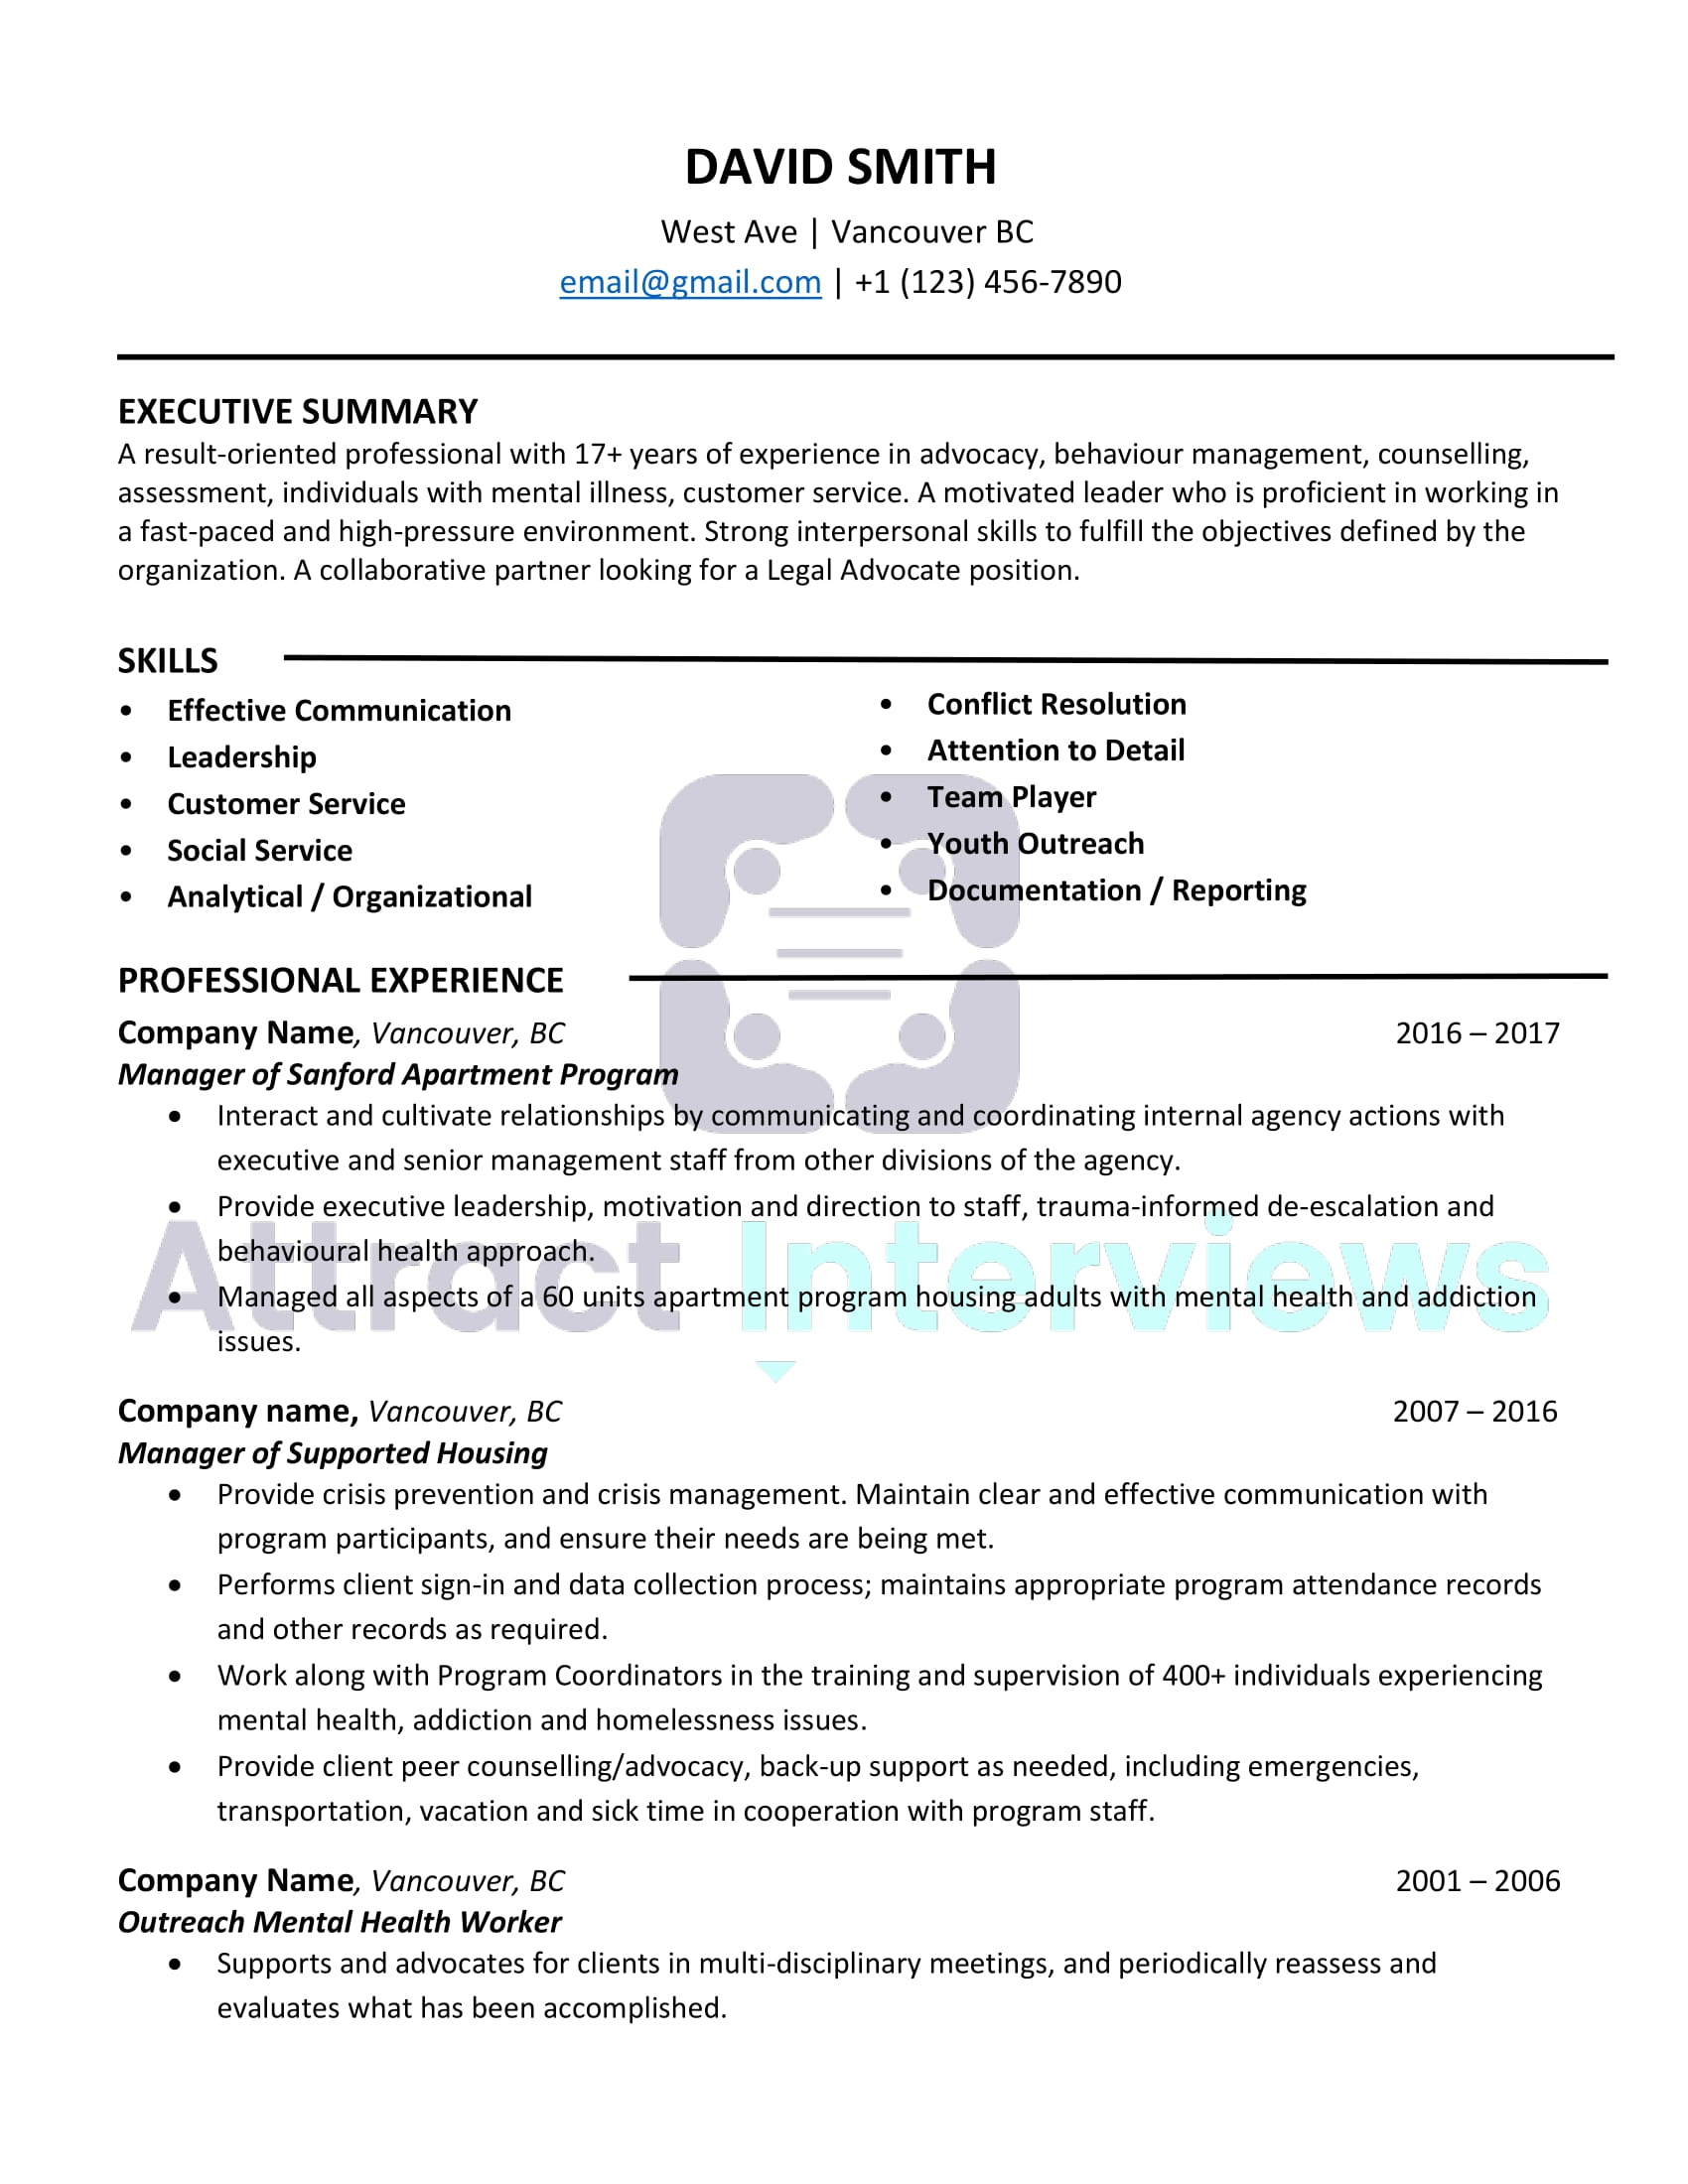 DAVID SMITH
West Ave | Vancouver BC
email@gmail.com | +1 (123) 456-7890
EXECUTIVE SUMMARY
A result-oriented professional with 17+ years of experience in advocacy, behaviour management, counselling,
assessment, individuals with mental illness, customer service. A motivated leader who is proficient in working in
a fast-paced and high-pressure environment. Strong interpersonal skills to fulfill the objectives defined by the
organization. A collaborative partner looking for a Legal Advocate position.
SKILLS
• Effective Communication
• Leadership
• Customer Service
• Social Service
• Analytical / Organizational
• Conflict Resolution
• Attention to Detail
• Team Player
• Youth Outreach
• Documentation / Reporting
PROFESSIONAL EXPERIENCE
Company Name, Vancouver, BC 2016 – 2017
Manager of Sanford Apartment Program
• Interact and cultivate relationships by communicating and coordinating internal agency actions with
executive and senior management staff from other divisions of the agency.
• Provide executive leadership, motivation and direction to staff, trauma-informed de-escalation and
behavioural health approach.
• Managed all aspects of a 60 units apartment program housing adults with mental health and addiction
issues.
Attract Interviews
Company name, Vancouver, BC 2007 – 2016
Manager of Supported Housing
• Provide crisis prevention and crisis management. Maintain clear and effective communication with
program participants, and ensure their needs are being met.
• Performs client sign-in and data collection process; maintains appropriate program attendance records
and other records as required.
• Work along with Program Coordinators in the training and supervision of 400+ individuals experiencing
mental health, addiction and homelessness issues.
• Provide client peer counselling/advocacy, back-up support as needed, including emergencies,
transportation, vacation and sick time in cooperation with program staff.
Company Name, Vancouver, BC 2001 – 2006
Outreach Mental Health Worker
• Supports and advocates for clients in multi-disciplinary meetings, and periodically reassess and
evaluates what has been accomplished.